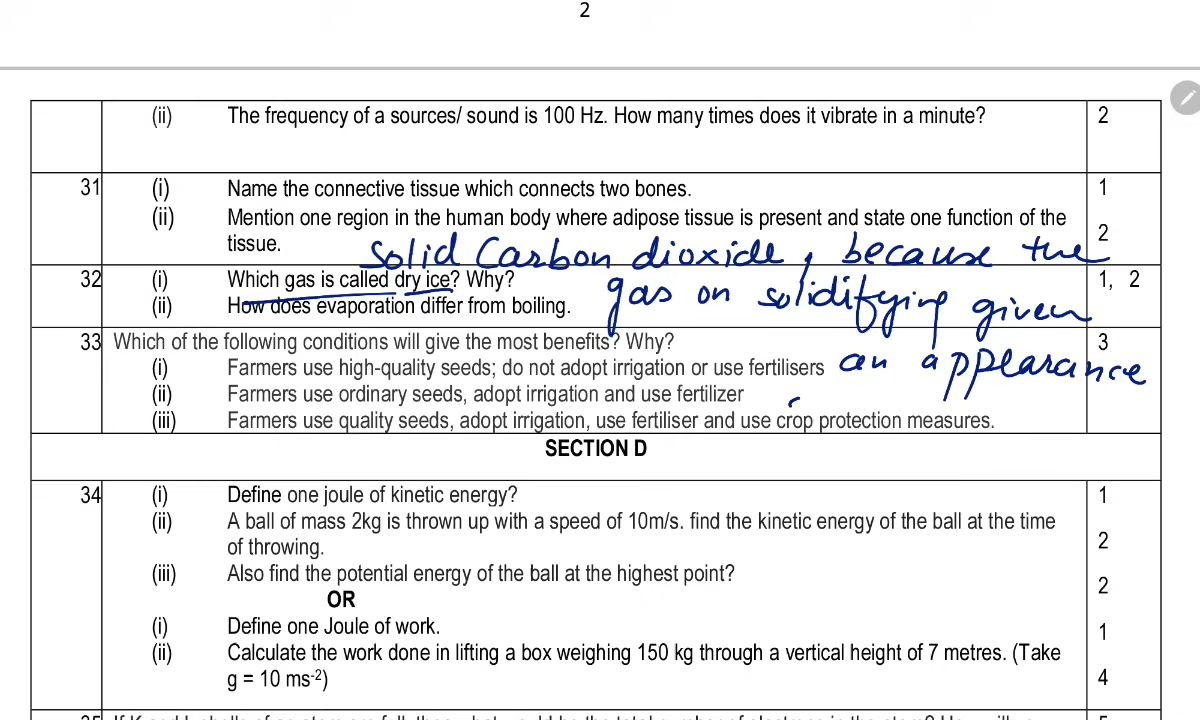 2
(ii) The frequency of a sources/ sound is 100 Hz. How many times does it vibrate in a minute? 2
31 (i) Name the connective tissue which connects two bones. 1
(ii) Mention one region in the human body where adipose tissue is present and state one function of the 2
tissue.
solid Carbon dioxide, because the
32 (i) Which gas is called dry ice? Why? 1, 2
gas on solidifying given
(ii) How does evaporation differ from boiling.
33 Which of the following conditions will give the most benefits? Why? 3
(i) Farmers use high-quality seeds; do not adopt irrigation or use fertilisers
an appearance
(ii) Farmers use ordinary seeds, adopt irrigation and use fertilizer
(iii) Farmers use quality seeds, adopt irrigation, use fertiliser and use crop protection measures.
SECTION D
34 (i) Define one joule of kinetic energy? 1
(ii) A ball of mass 2kg is thrown up with a speed of 10m/s. find the kinetic energy of the ball at the time
of throwing. 2
(iii) Also find the potential energy of the ball at the highest point? 2
OR
(i) Define one Joule of work. 1
(ii) Calculate the work done in lifting a box weighing 150 kg through a vertical height of 7 metres. (Take
g = 10 ms⁻²) 4